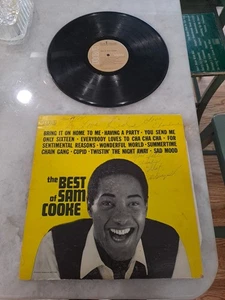 BRING IT ON HOME TO ME · HAVING A PARTY · YOU SEND ME
ONLY SIXTEEN · EVERYBODY LOVES TO CHA CHA CHA · FOR
SENTIMENTAL REASONS · WONDERFUL WORLD · SUMMERTIME
CHAIN GANG · CUPID · TWISTIN' THE NIGHT AWAY · SAD MOOD
the BEST
of SAM
COOKE